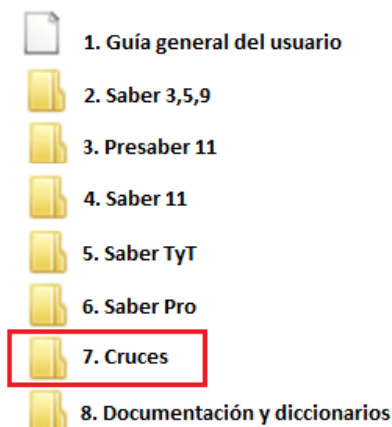 1. Guía general del usuario
2. Saber 3,5,9
3. Presaber 11
4. Saber 11
5. Saber TyT
6. Saber Pro
7. Cruces
8. Documentación y diccionarios